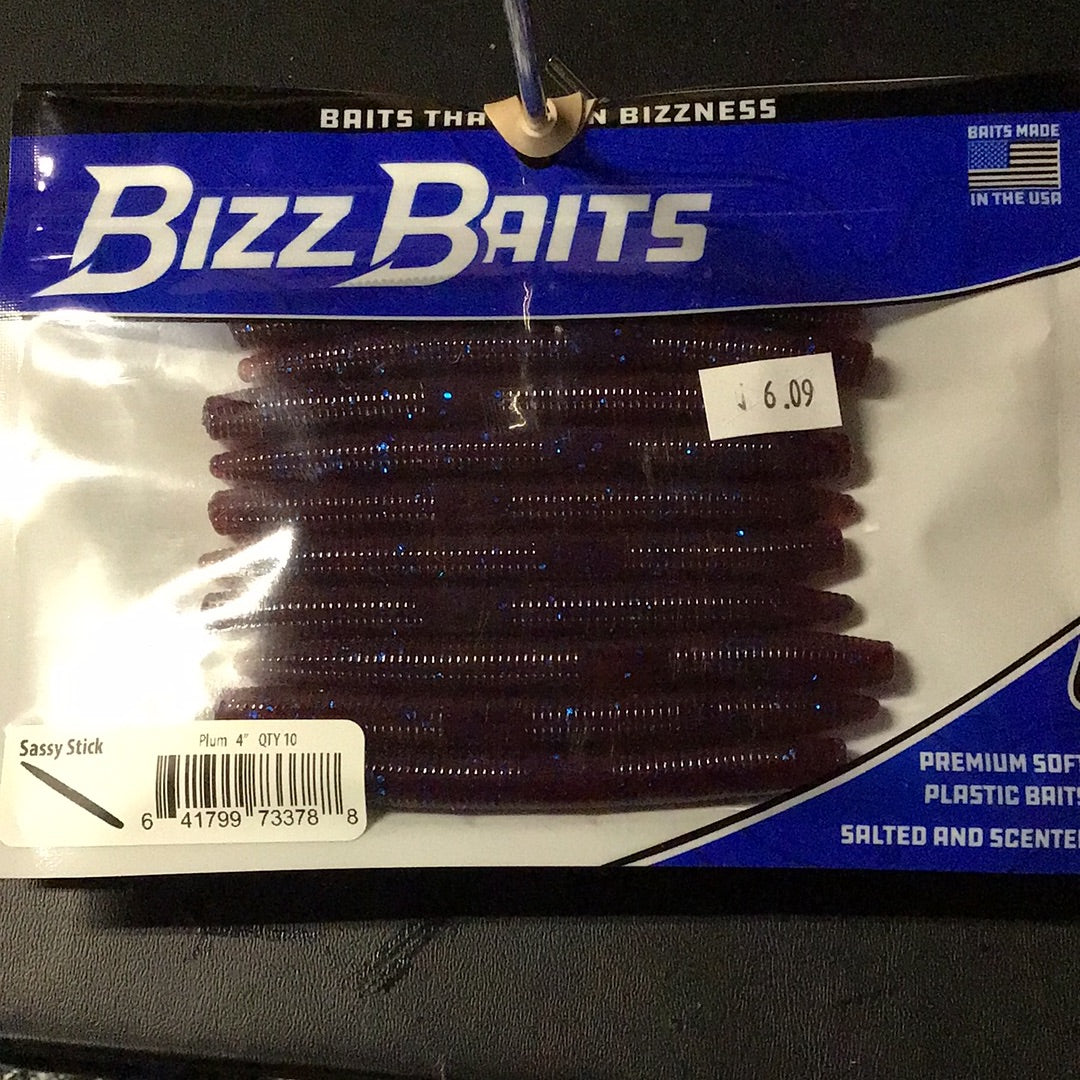 BAITS THA N BIZZNESS
BAITS MADE
IN THE USA
BIZZ BAITS
6.09
Sassy Stick
Plum 4" QTY 10
6 41799 73378 8
PREMIUM SOFT
PLASTIC BAITS
SALTED AND SCENTE